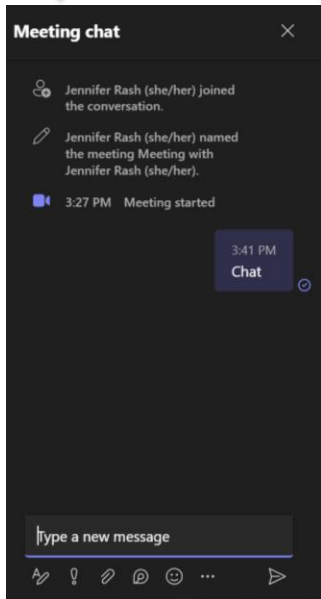 Meeting chat
Jennifer Rash (she/her) joined
the conversation.
Jennifer Rash (she/her) named
the meeting Meeting with
Jennifer Rash (she/her).
3:27 PM Meeting started
3:41 PM
Chat
Type a new message